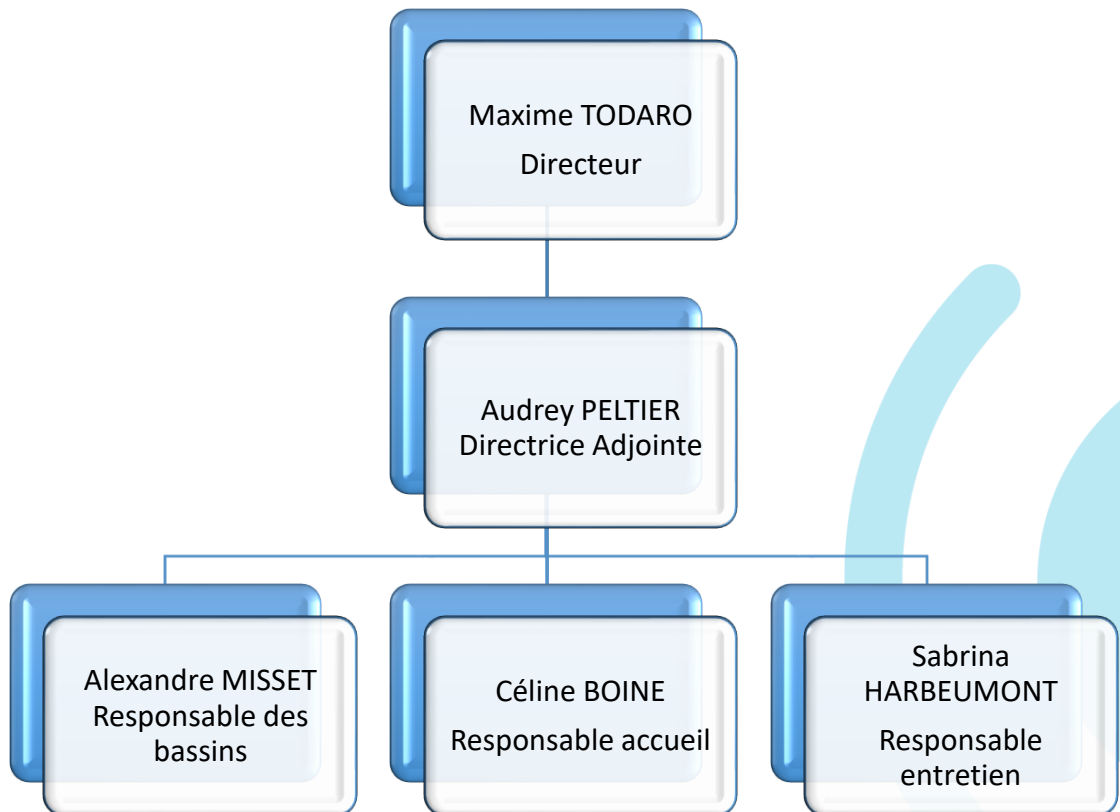 Maxime TODARO
Directeur
Audrey PELTIER
Directrice Adjointe
Alexandre MISSET
Responsable des
bassins
Céline BOINE
Responsable accueil
Sabrina
HARBEUMONT
Responsable
entretien